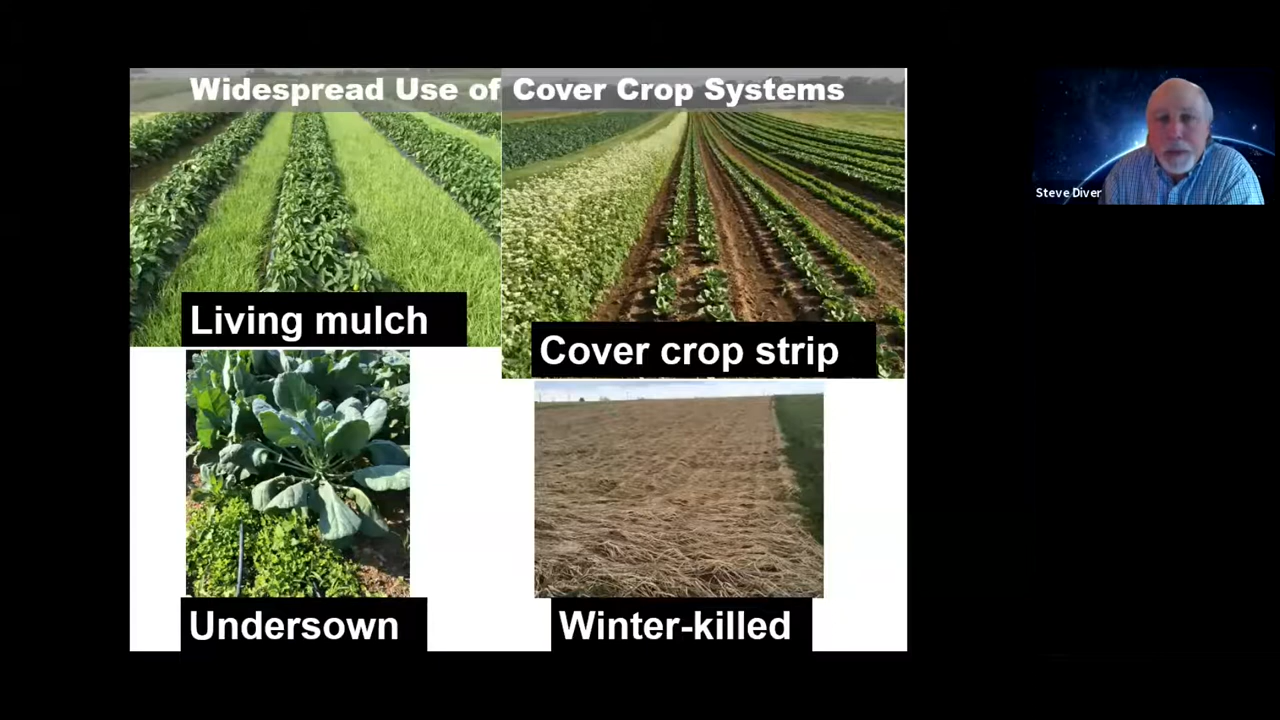 Widespread Use of Cover Crop Systems
Steve Diver
Living mulch
Cover crop strip
Undersown
Winter-killed